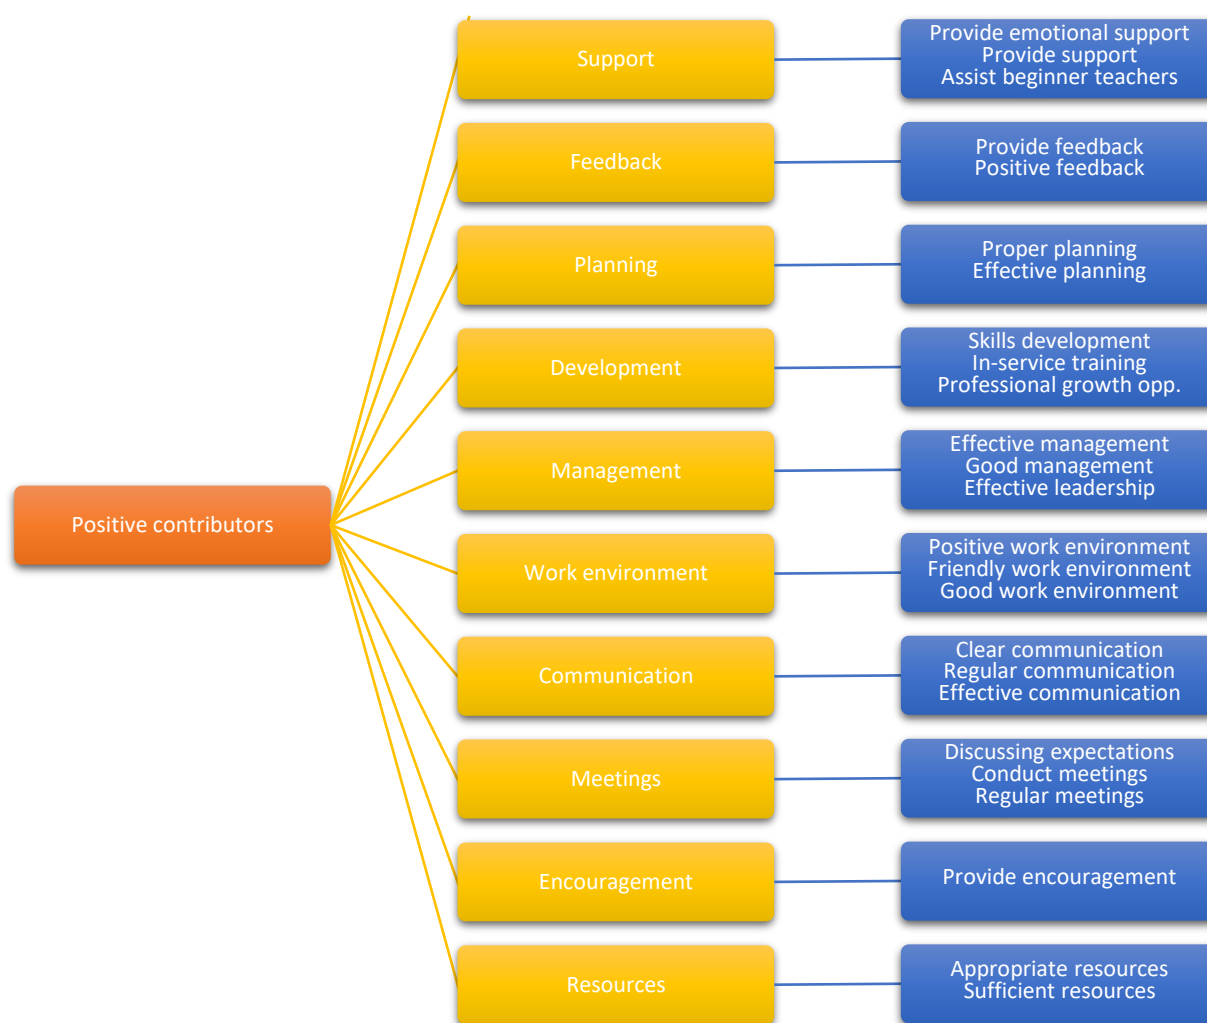 Positive contributors
Support
Provide emotional support
Provide support
Assist beginner teachers
Feedback
Provide feedback
Positive feedback
Planning
Proper planning
Effective planning
Development
Skills development
In-service training
Professional growth opp.
Management
Effective management
Good management
Effective leadership
Work environment
Positive work environment
Friendly work environment
Good work environment
Communication
Clear communication
Regular communication
Effective communication
Meetings
Discussing expectations
Conduct meetings
Regular meetings
Encouragement
Provide encouragement
Resources
Appropriate resources
Sufficient resources